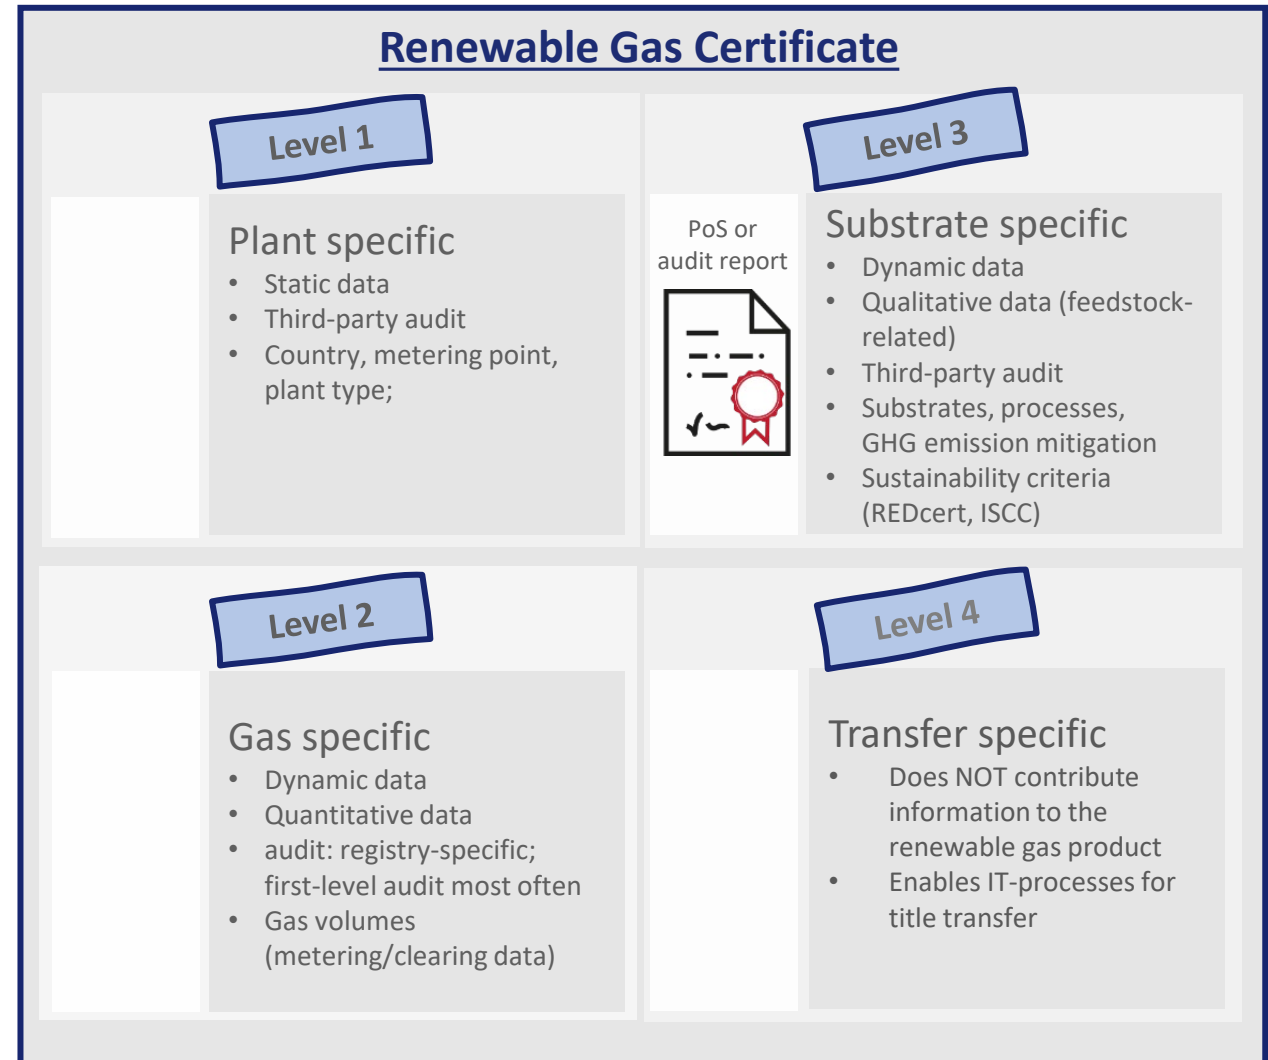 Renewable Gas Certificate
Level 1
Plant specific
• Static data
• Third-party audit
• Country, metering point,
plant type;
Level 3
PoS or
audit report
Substrate specific
• Dynamic data
• Qualitative data (feedstock-
related)
• Third-party audit
• Substrates, processes,
GHG emission mitigation
• Sustainability criteria
(REDcert, ISCC)
Level 2
Gas specific
• Dynamic data
• Quantitative data
• audit: registry-specific;
first-level audit most often
• Gas volumes
(metering/clearing data)
Level 4
Transfer specific
• Does NOT contribute
information to the
renewable gas product
• Enables IT-processes for
title transfer